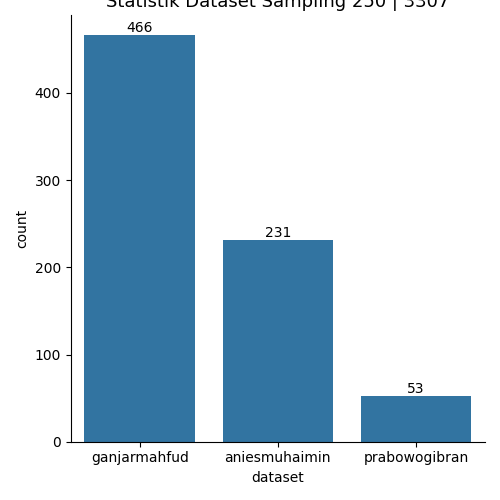 Statistik Dataset Sampling 250 | 3307
466
400
300
231
count
200
100
53
0
ganjarmahfud aniesmuhaimin prabowogibran
dataset